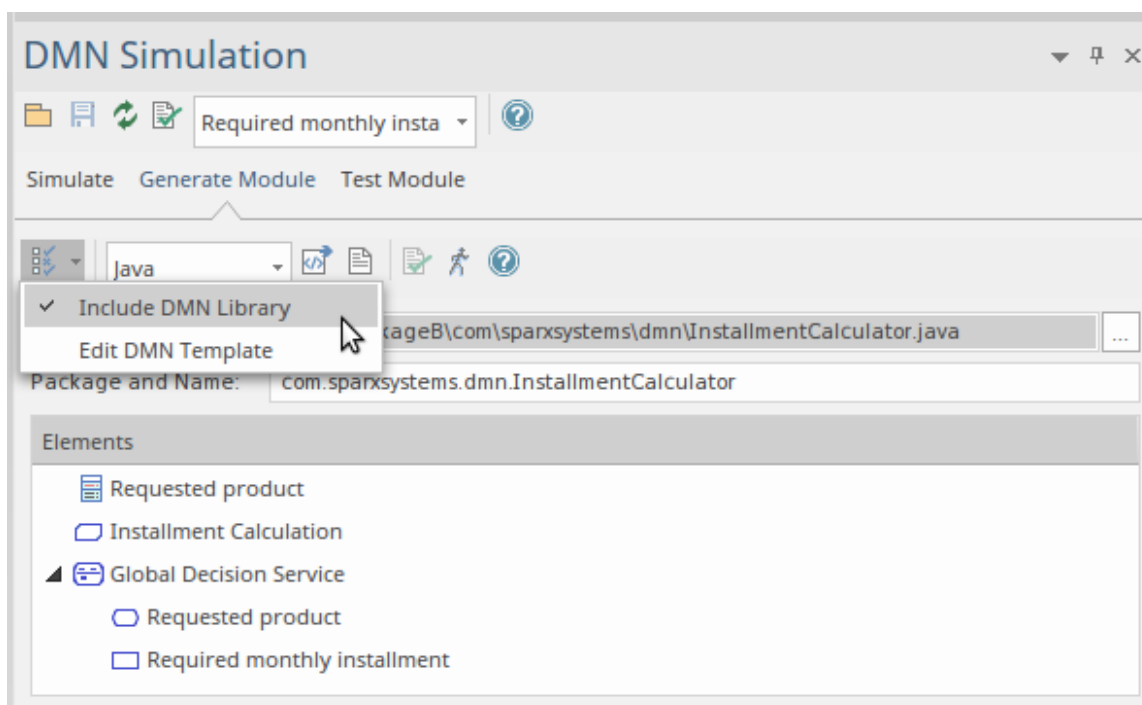 DMN Simulation
Required monthly insta
Simulate Generate Module Test Module
Java
Include DMN Library
Edit DMN Template
kageB\com\sparxsystems\dmn\InstallmentCalculator.java
...
Package and Name: com.sparxsystems.dmn.InstallmentCalculator
Elements
Requested product
Installment Calculation
Global Decision Service
Requested product
Required monthly installment